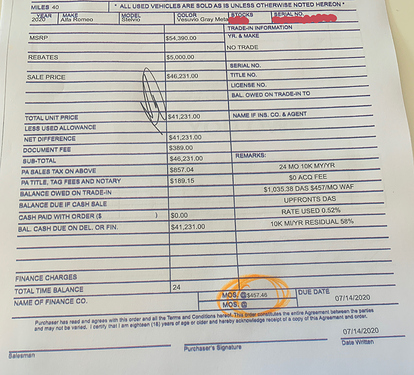 MILES 40 * ALL USED VEHICLES ARE SOLD AS IS UNLESS OTHERWISE NOTED HEREON *
YEAR MAKE MODEL COLOR STOCK# SERIAL NO.
2020 Alfa Romeo Stelvio Vesuvio Gray Meta
TRADE-IN INFORMATION
MSRP $54,390.00 YR. & MAKE
NO TRADE
REBATES $5,000.00
SERIAL NO.
SALE PRICE $46,231.00 TITLE NO.
LICENSE NO.
BAL. OWED ON TRADE-IN TO
TOTAL UNIT PRICE $41,231.00 NAME IF INS. CO. & AGENT
LESS USED ALLOWANCE
NET DIFFERENCE $41,231.00
DOCUMENT FEE $389.00
SUB-TOTAL $46,231.00 REMARKS:
PA SALES TAX ON ABOVE $857.04 24 MO 10K MI/YR
PA TITLE, TAG FEES AND NOTARY $189.15 $0 ACQ FEE
BALANCE OWED ON TRADE-IN $1,035.38 DAS $457/MO WAF
BALANCE DUE IF CASH SALE UPFRONTS DAS
CASH PAID WITH ORDER ($ ) $0.00 RATE USED 0.52%
BAL. CASH DUE ON DEL. OR FIN. $41,231.00 10K MI/YR RESIDUAL 58%
FINANCE CHARGES
TOTAL TIME BALANCE 24 MOS. @ $457.46 DUE DATE
NAME OF FINANCE CO. MOS. @ 07/14/2020
Purchaser has read and agrees with this order and all the Terms and Conditions hereof. This order constitutes the entire Agreement between the parties
and may not be varied. I certify that I am eighteen (18) years of age or older and hereby acknowledge receipt of a copy of this Agreement and order.
07/14/2020
Salesman Purchaser's Signature Date Written